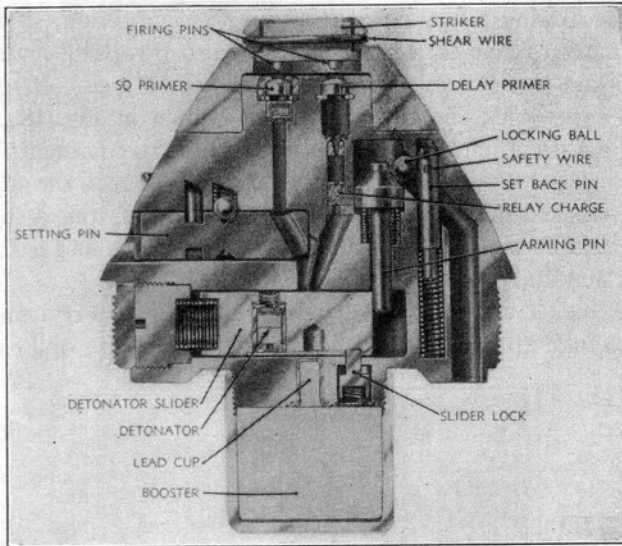 STRIKER
FIRING PINS
SHEAR WIRE
SQ PRIMER
DELAY PRIMER
LOCKING BALL
SAFETY WIRE
SET BACK PIN
RELAY CHARGE
SETTING PIN
ARMING PIN
DETONATOR SLIDER
SLIDER LOCK
DETONATOR
LEAD CUP
BOOSTER